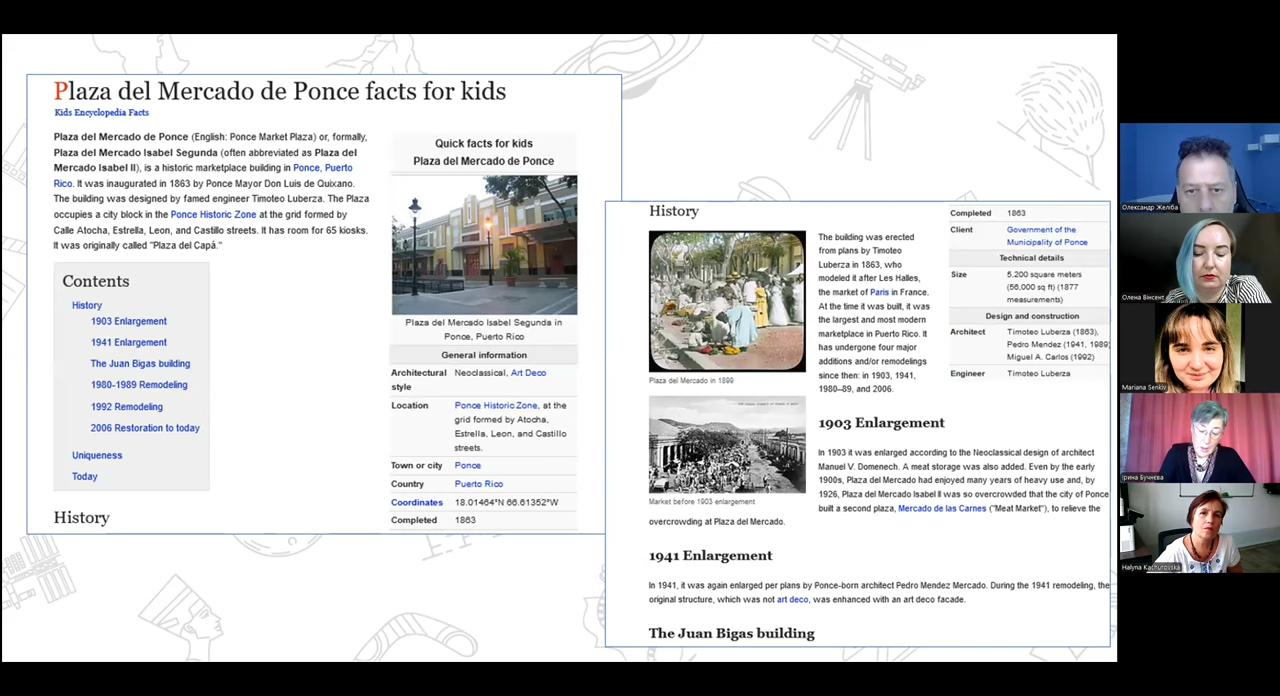 Plaza del Mercado de Ponce facts for kids
Kids Encyclopedia Facts
Plaza del Mercado de Ponce (English: Ponce Market Plaza) or, formally,
Plaza del Mercado Isabel Segunda (often abbreviated as Plaza del
Mercado Isabel II), is a historic marketplace building in Ponce, Puerto
Rico. It was inaugurated in 1863 by Ponce Mayor Don Luis de Quixano.
The building was designed by famed engineer Timoteo Luberza. The Plaza
occupies a city block in the Ponce Historic Zone at the grid formed by
Calle Atocha, Estrella, Leon, and Castillo streets. It has room for 65 kiosks.
It was originally called "Plaza del Capá."
Contents
History
1903 Enlargement
1941 Enlargement
The Juan Bigas building
1980-1989 Remodeling
1992 Remodeling
2006 Restoration to today
Uniqueness
Today
History
Quick facts for kids
Plaza del Mercado de Ponce
Plaza del Mercado Isabel Segunda in
Ponce, Puerto Rico
General information
Architectural style Neoclassical, Art Deco
Location Ponce Historic Zone, at the
grid formed by Atocha,
Estrella, Leon, and Castillo
streets.
Town or city Ponce
Country Puerto Rico
Coordinates 18.01464°N 66.61352°W
Completed 1863
History
Plaza del Mercado in 1899
Market before 1903 enlargement
The building was erected
from plans by Timoteo
Luberza in 1863, who
modeled it after Les Halles,
the market of Paris in France.
At the time it was built, it was
the largest and most modern
marketplace in Puerto Rico. It
has undergone four major
additions and/or remodelings
since then: in 1903, 1941,
1980–89, and 2006.
Completed 1863
Client Government of the
Municipality of Ponce
Technical details
Size 5,200 square meters
(56,000 sq ft) (1877
measurements)
Design and construction
Architect Timoteo Luberza (1863),
Pedro Mendez (1941, 1989)
Miguel A. Carlos (1992)
Engineer Timoteo Luberza
1903 Enlargement
In 1903 it was enlarged according to the Neoclassical design of architect
Manuel V. Domenech. A meat storage was also added. Even by the early
1900s, Plaza del Mercado had enjoyed many years of heavy use and, by
1926, Plaza del Mercado Isabel II was so overcrowded that the city of Ponce
built a second plaza, Mercado de las Carnes ("Meat Market"), to relieve the
overcrowding at Plaza del Mercado.
1941 Enlargement
In 1941, it was again enlarged per plans by Ponce-born architect Pedro Mendez Mercado. During the 1941 remodeling, the
original structure, which was not art deco, was enhanced with an art deco facade.
The Juan Bigas building
Олександр Желіба
Олена Вінсент
Mariana Senkiv
Ірина Бучнєва
Halyna Kachurovska